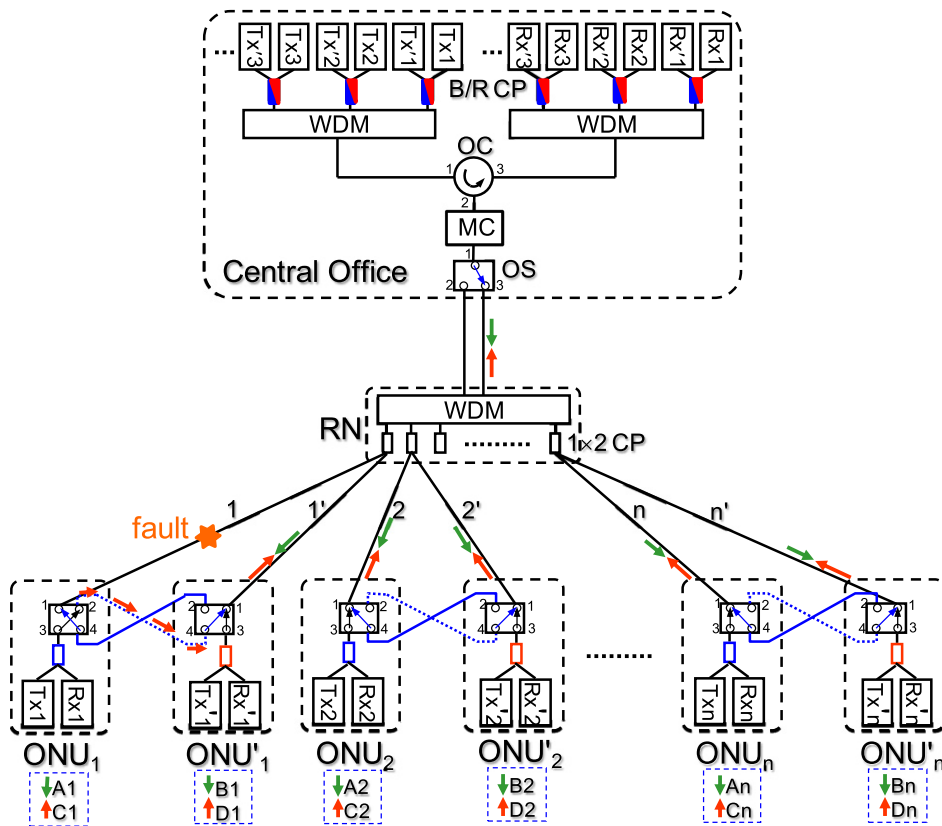 ... Tx'3 Tx3 Tx'2 Tx2 Tx'1 Tx1 ... Rx'3 Rx3 Rx'2 Rx2 Rx'1 Rx1
B/R CP
WDM WDM
OC
1 3
2
MC
1
OS
2 3
Central Office
WDM
RN
......... 1×2 CP
1 1' 2 2' n n'
fault
1 2 2 1 1 2 2 1 1 2 2 1
3 4 4 3 3 4 4 3 3 4 4 3
.........
Tx1 Rx1 Tx'1 Rx'1 Tx2 Rx2 Tx'2 Rx'2 Txn Rxn Tx'n Rx'n
ONU1 ONU'1 ONU2 ONU'2 ONUn ONU'n
A1 B1 A2 B2 An Bn
C1 D1 C2 D2 Cn Dn